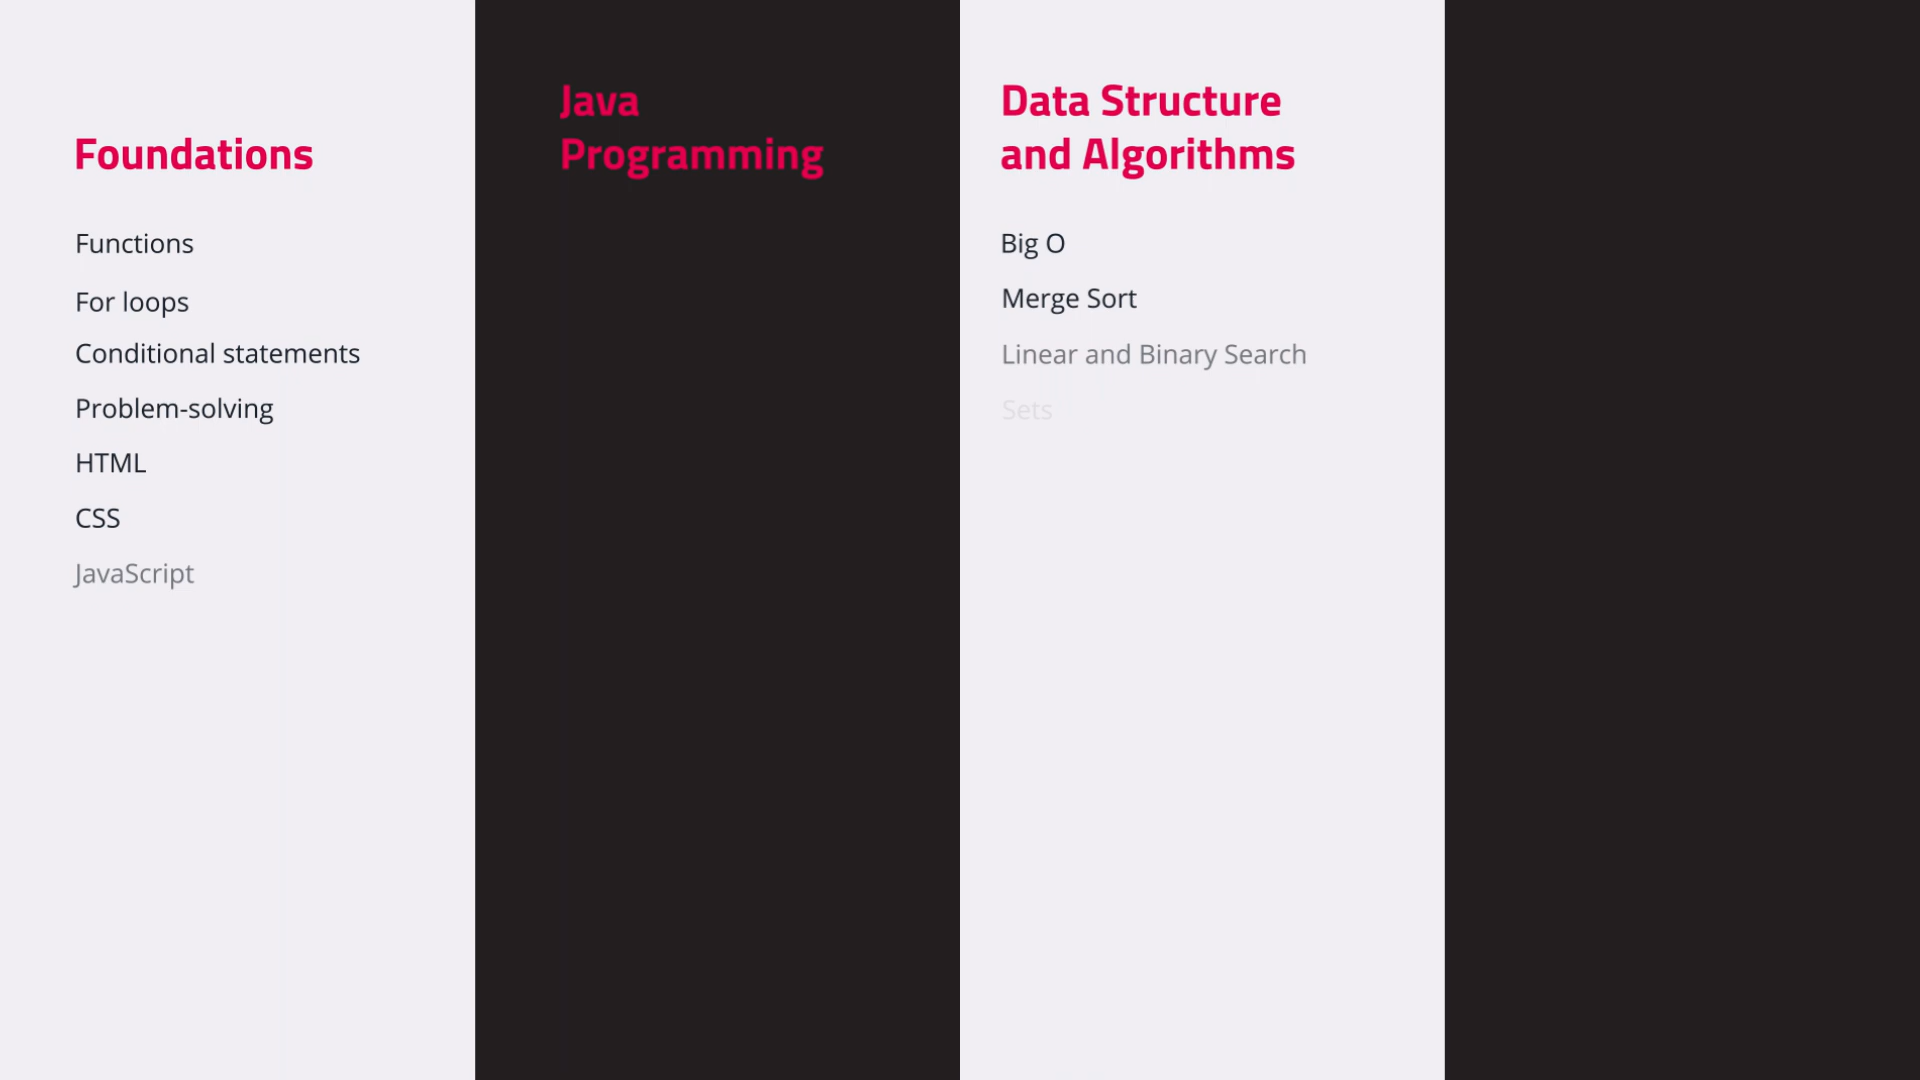 Foundations
Functions
For loops
Conditional statements
Problem-solving
HTML
CSS
JavaScript
Java
Programming
Data Structure
and Algorithms
Big O
Merge Sort
Linear and Binary Search
Sets